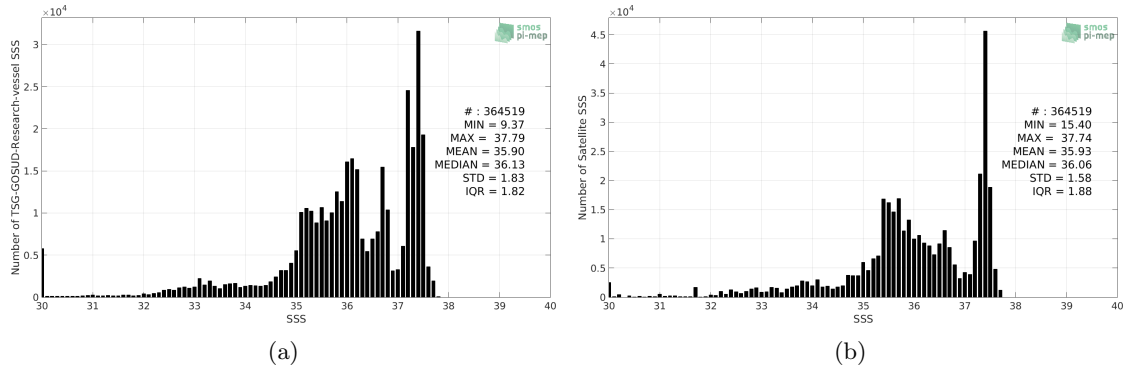 ×10⁴
smos
pi-mep
Number of TSG-GOSUD-Research-vessel SSS
3
2.5
2
1.5
1
0.5
0
# : 364519
MIN = 9.37
MAX = 37.79
MEAN = 35.90
MEDIAN = 36.13
STD = 1.83
IQR = 1.82
30 31 32 33 34 35 36 37 38 39 40
SSS
(a)
×10⁴
smos
pi-mep
Number of Satellite SSS
4.5
4
3.5
3
2.5
2
1.5
1
0.5
0
# : 364519
MIN = 15.40
MAX = 37.74
MEAN = 35.93
MEDIAN = 36.06
STD = 1.58
IQR = 1.88
30 31 32 33 34 35 36 37 38 39 40
SSS
(b)